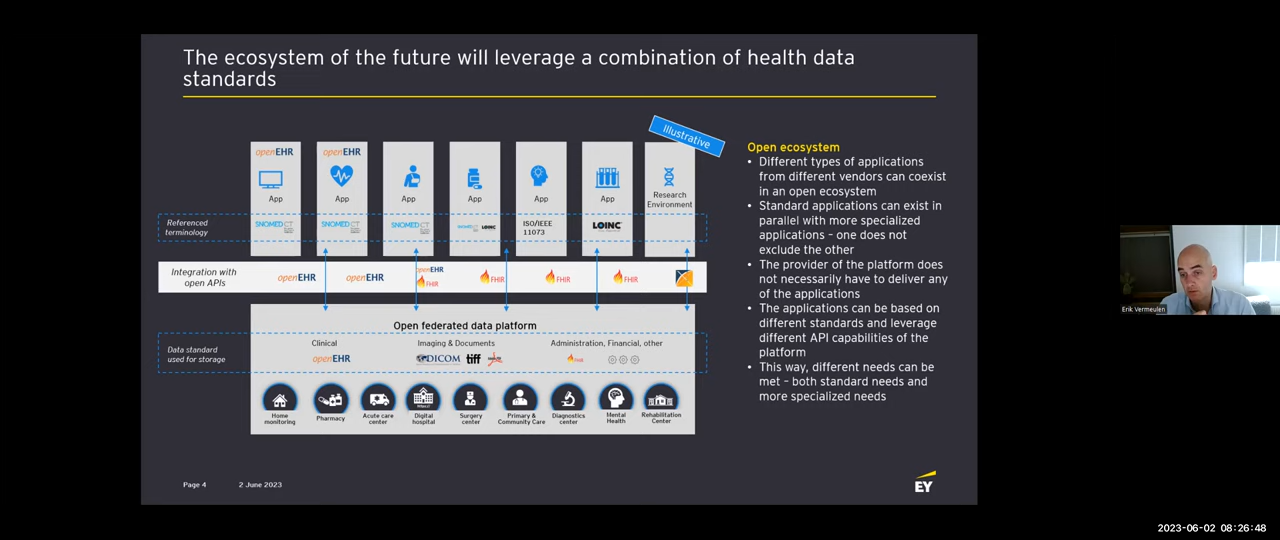 The ecosystem of the future will leverage a combination of health data
standards
Illustrative
openEHR
openEHR
App
App
App
App
App
App
Research
Environment
Referenced
terminology
SNOMED CT
SNOMED CT
SNOMED CT
SNOMED CT LOINC
ISO/IEEE
11073
LOINC
Integration with
open APIs
openEHR
openEHR
openEHR
FHIR
FHIR
FHIR
FHIR
Open federated data platform
Data standard
used for storage
Clinical
openEHR
Imaging & Documents
DICOM tiff
Administration, Financial, other
FHIR
Home
monitoring
Pharmacy
Acute care
center
Digital
hospital
Surgery
center
Primary &
Community Care
Diagnostics
center
Mental
Health
Rehabilitation
Center
Open ecosystem
• Different types of applications
from different vendors can coexist
in an open ecosystem
• Standard applications can exist in
parallel with more specialized
applications – one does not
exclude the other
• The provider of the platform does
not necessarily have to deliver any
of the applications
• The applications can be based on
different standards and leverage
different API capabilities of the
platform
• This way, different needs can be
met – both standard needs and
more specialized needs
Page 4
2 June 2023
EY
Erik Vermeulen
2023-06-02 08:26:48